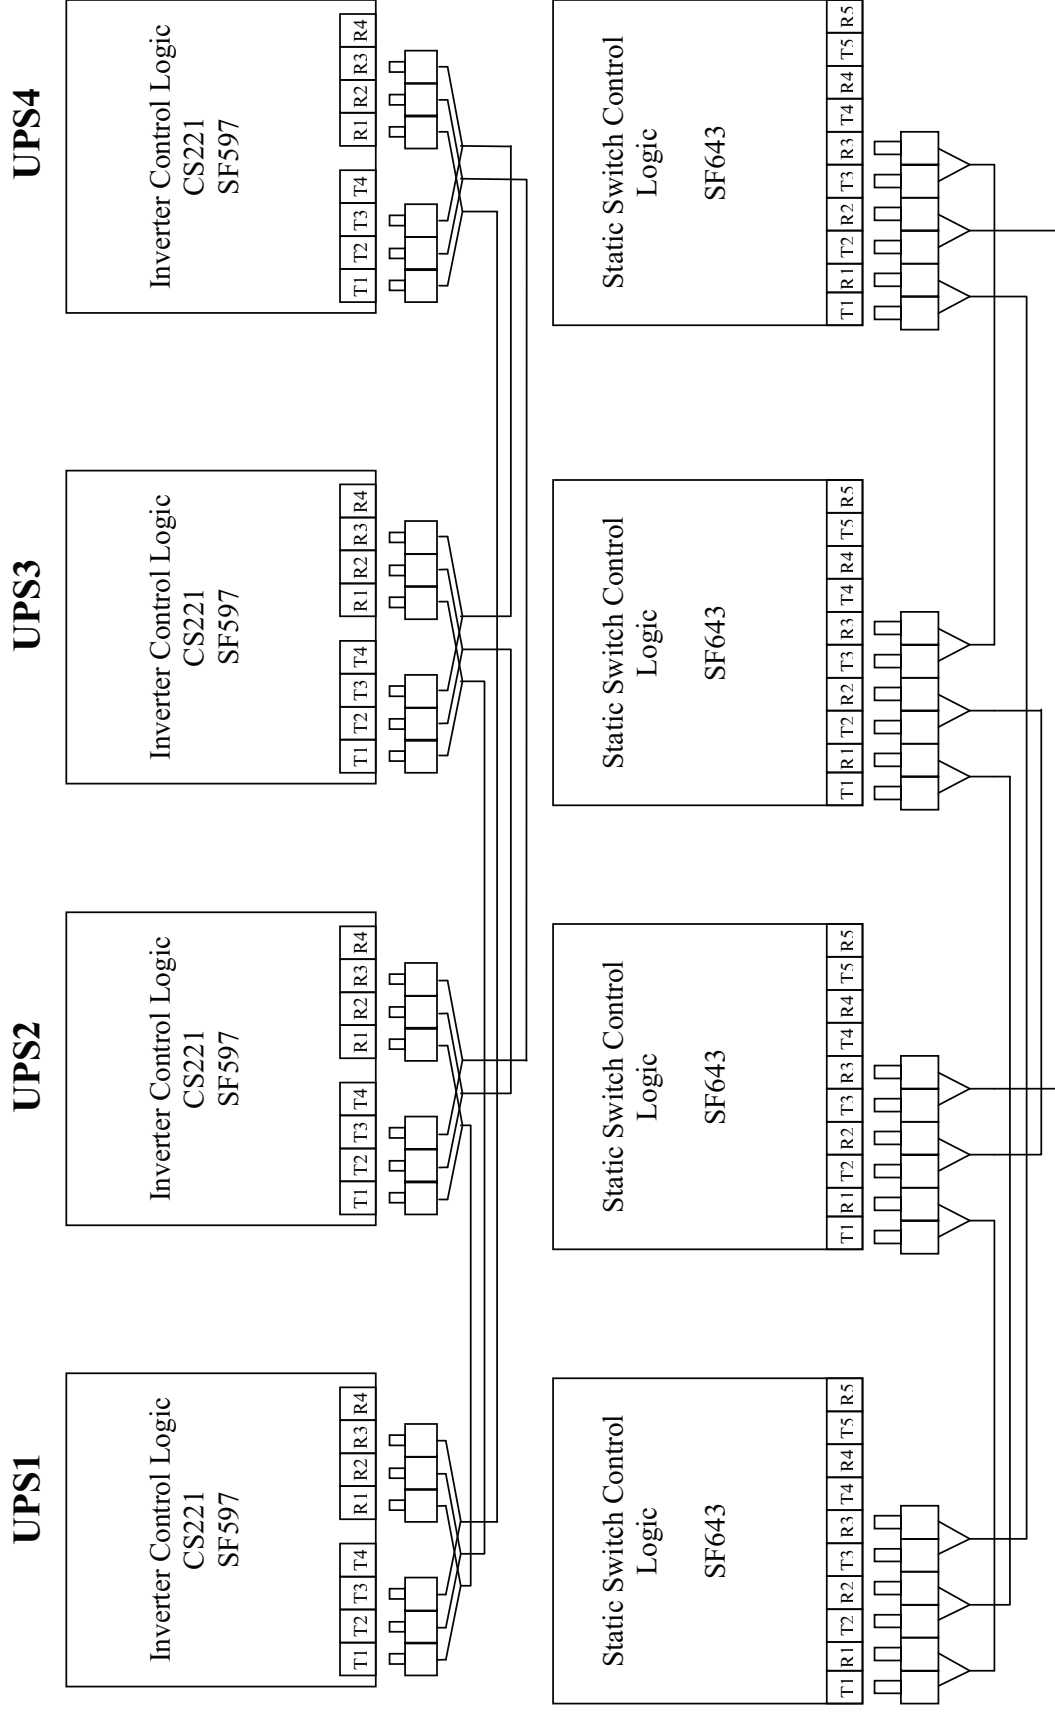 UPS1
UPS2
UPS3
UPS4
Inverter Control Logic
CS221
SF597
T1 T2 T3 T4 R1 R2 R3 R4
Inverter Control Logic
CS221
SF597
T1 T2 T3 T4 R1 R2 R3 R4
Inverter Control Logic
CS221
SF597
T1 T2 T3 T4 R1 R2 R3 R4
Inverter Control Logic
CS221
SF597
T1 T2 T3 T4 R1 R2 R3 R4
Static Switch Control
Logic
SF643
T1 R1 T2 R2 T3 R3 T4 R4 T5 R5
Static Switch Control
Logic
SF643
T1 R1 T2 R2 T3 R3 T4 R4 T5 R5
Static Switch Control
Logic
SF643
T1 R1 T2 R2 T3 R3 T4 R4 T5 R5
Static Switch Control
Logic
SF643
T1 R1 T2 R2 T3 R3 T4 R4 T5 R5